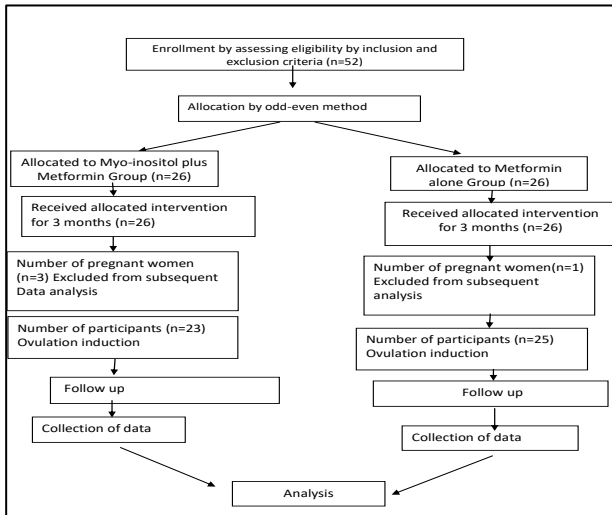 Enrollment by assessing eligibility by inclusion and
exclusion criteria (n=52)
Allocation by odd-even method
Allocated to Myo-inositol plus
Metformin Group (n=26)
Received allocated intervention
for 3 months (n=26)
Number of pregnant women
(n=3) Excluded from subsequent
Data analysis
Number of participants (n=23)
Ovulation induction
Follow up
Collection of data
Allocated to Metformin
alone Group (n=26)
Received allocated intervention
for 3 months (n=26)
Number of pregnant women(n=1)
Excluded from subsequent
analysis
Number of participants (n=25)
Ovulation induction
Follow up
Collection of data
Analysis